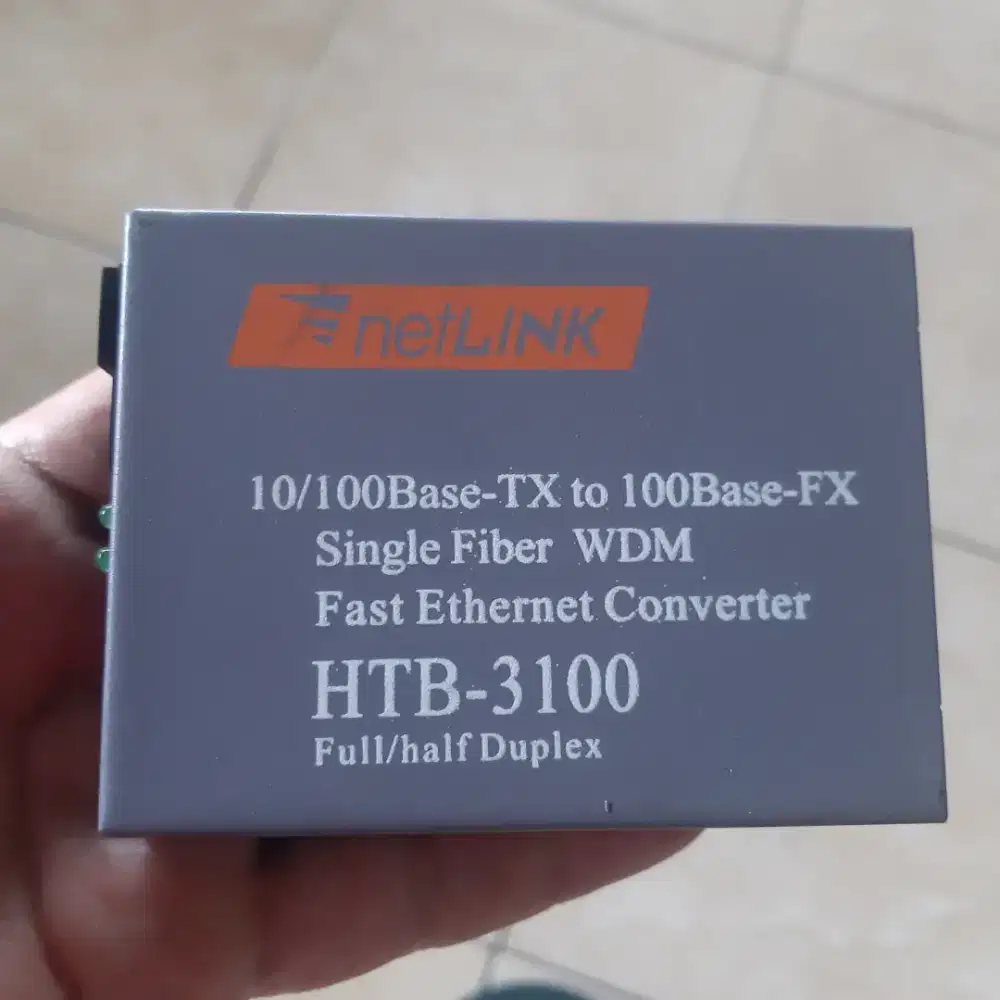 netLINK
10/100Base-TX to 100Base-FX
Single Fiber WDM
Fast Ethernet Converter
HTB-3100
Full/half Duplex